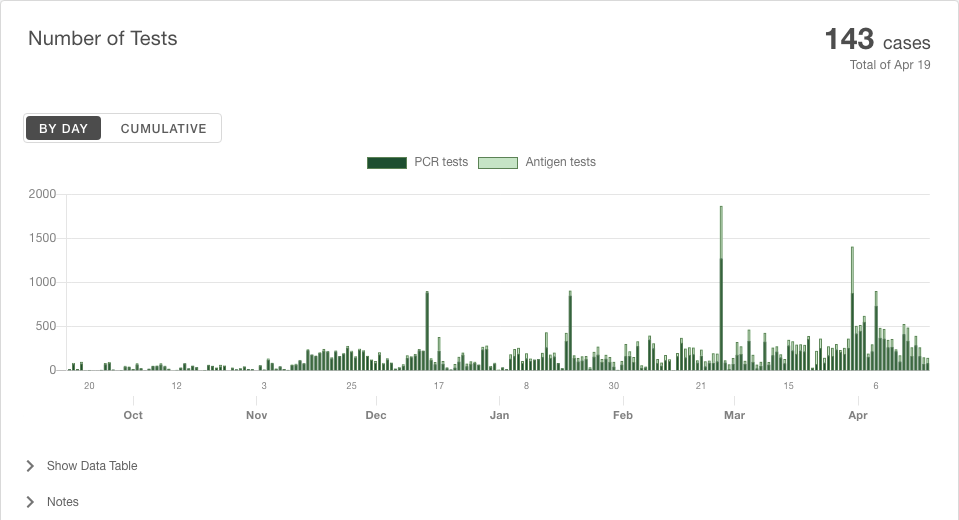 Number of Tests
143 cases
Total of Apr 19
BY DAY CUMULATIVE
PCR tests Antigen tests
2000
1500
1000
500
0
20 12 3 25 17 8 30 21 15 6
Oct Nov Dec Jan Feb Mar Apr
Show Data Table
Notes